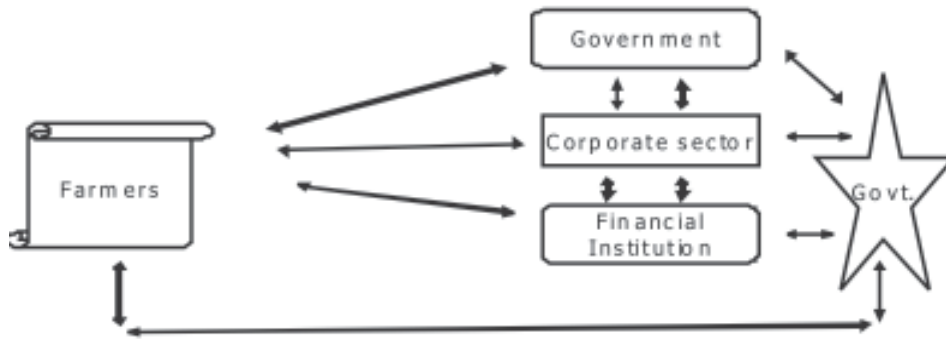 Government
Corporate sector
Farmers
Govt.
Financial
Institution